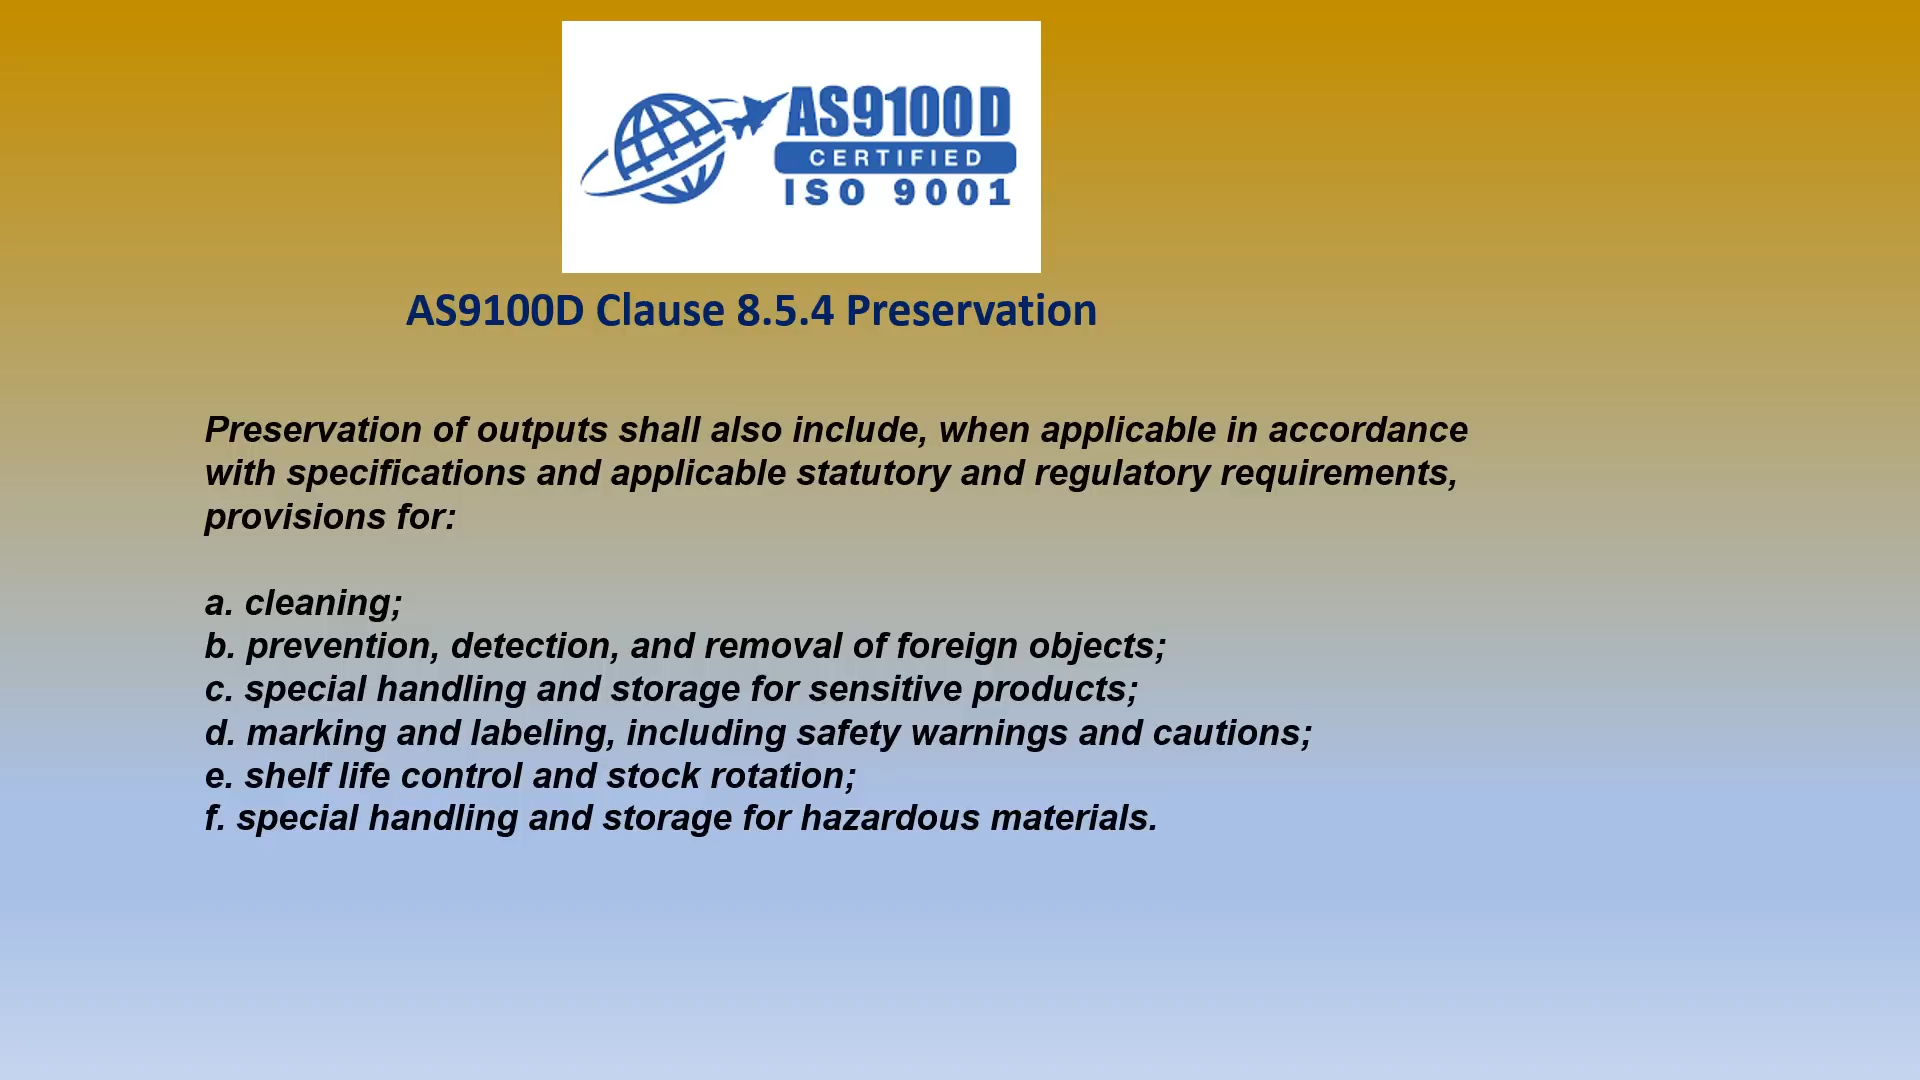 AS9100D
CERTIFIED
ISO 9001
AS9100D Clause 8.5.4 Preservation
Preservation of outputs shall also include, when applicable in accordance
with specifications and applicable statutory and regulatory requirements,
provisions for:
a. cleaning;
b. prevention, detection, and removal of foreign objects;
c. special handling and storage for sensitive products;
d. marking and labeling, including safety warnings and cautions;
e. shelf life control and stock rotation;
f. special handling and storage for hazardous materials.